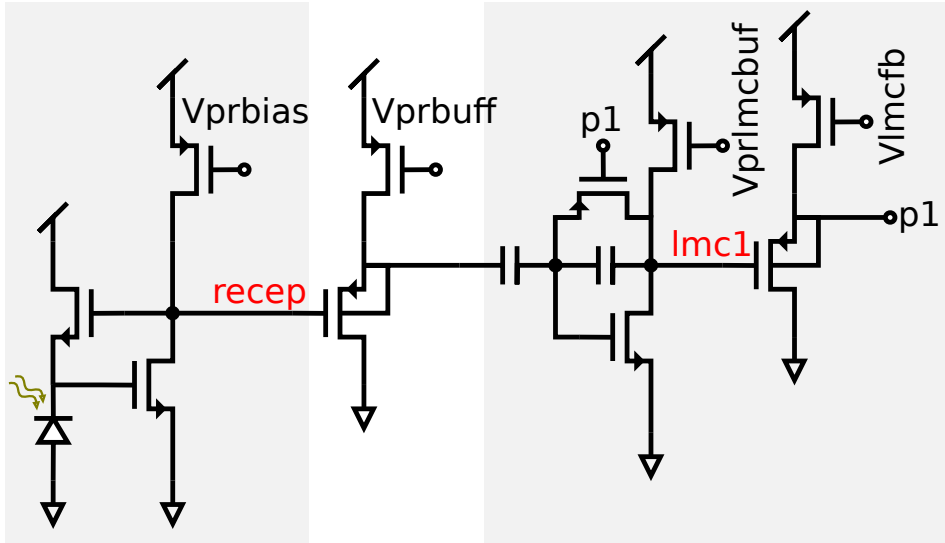 Vprbias
Vprbuff
p1
Vprlmcbuf
Vlmcfb
p1
recep
lmc1